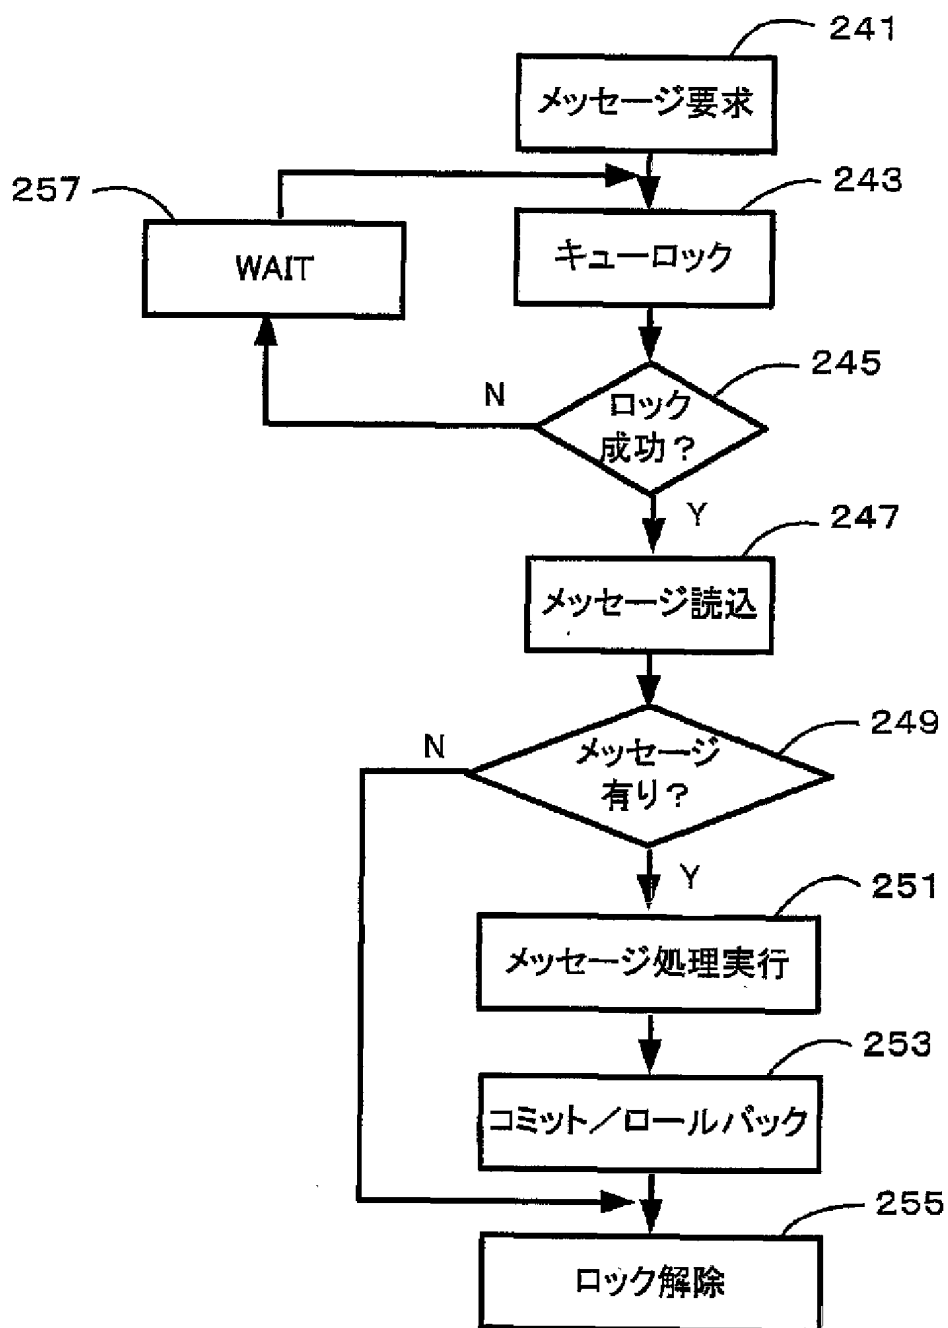 241
メッセージ要求
257
243
WAIT
キューロック
245
N
ロック
成功？
Y
247
メッセージ読込
249
N
メッセージ
有り？
Y
251
メッセージ処理実行
253
コミット／ロールバック
255
ロック解除